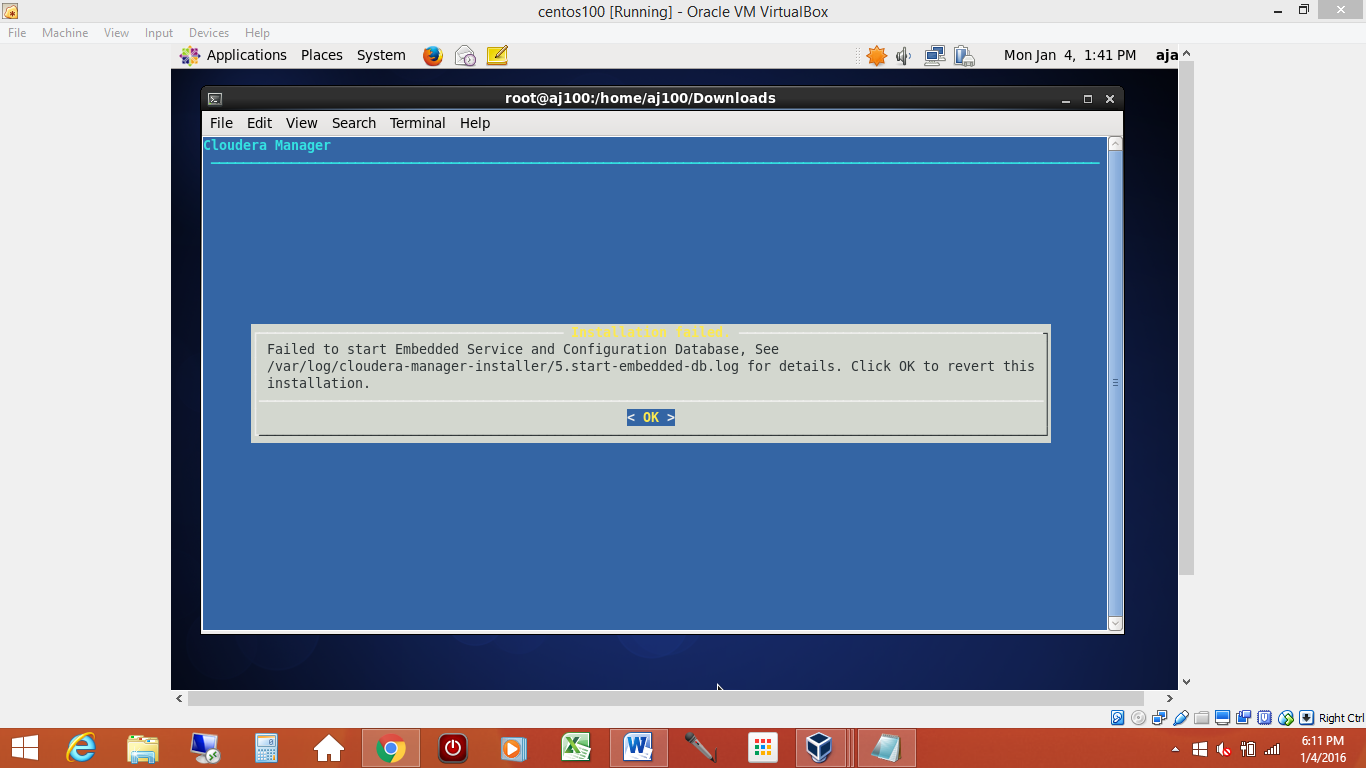 centos100 [Running] - Oracle VM VirtualBox
File Machine View Input Devices Help
Applications Places System Mon Jan 4, 1:41 PM aja
root@aj100:/home/aj100/Downloads
File Edit View Search Terminal Help
Cloudera Manager
Installation failed.
Failed to start Embedded Service and Configuration Database, See
/var/log/cloudera-manager-installer/5.start-embedded-db.log for details. Click OK to revert this
installation.
< OK >
Right Ctrl
6:11 PM
1/4/2016